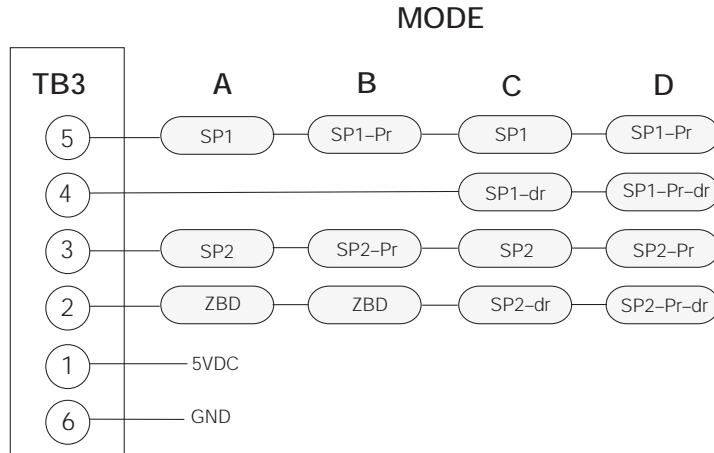 MODE
TB3 A B C D
5 SP1 SP1–Pr SP1 SP1–Pr
4 SP1–dr SP1–Pr–dr
3 SP2 SP2–Pr SP2 SP2–Pr
2 ZBD ZBD SP2–dr SP2–Pr–dr
1 5VDC
6 GND